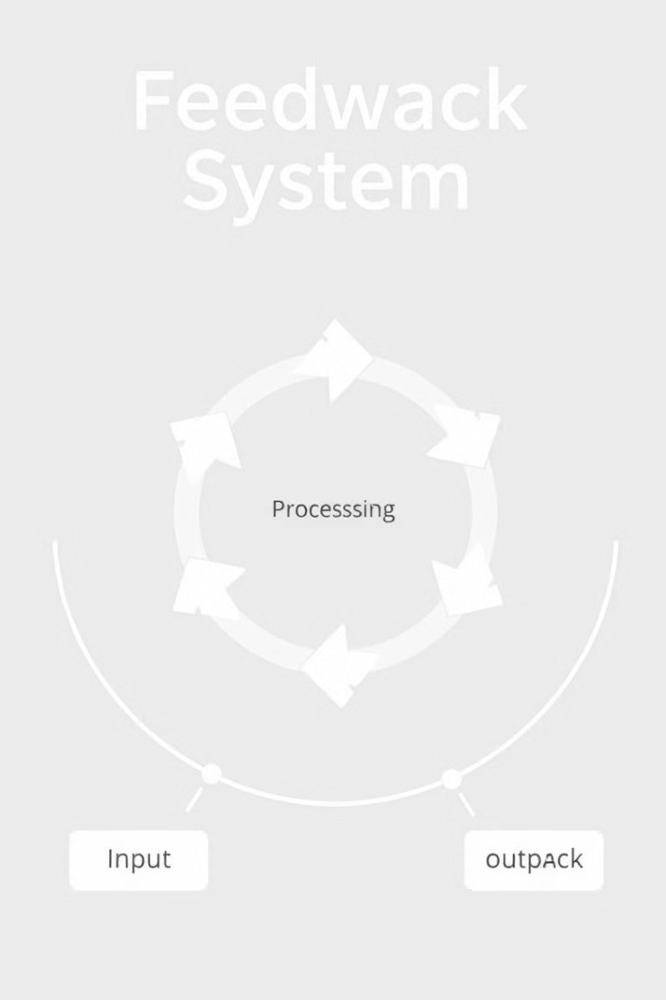 Feedwack
System
Processsing
Input
outpAck